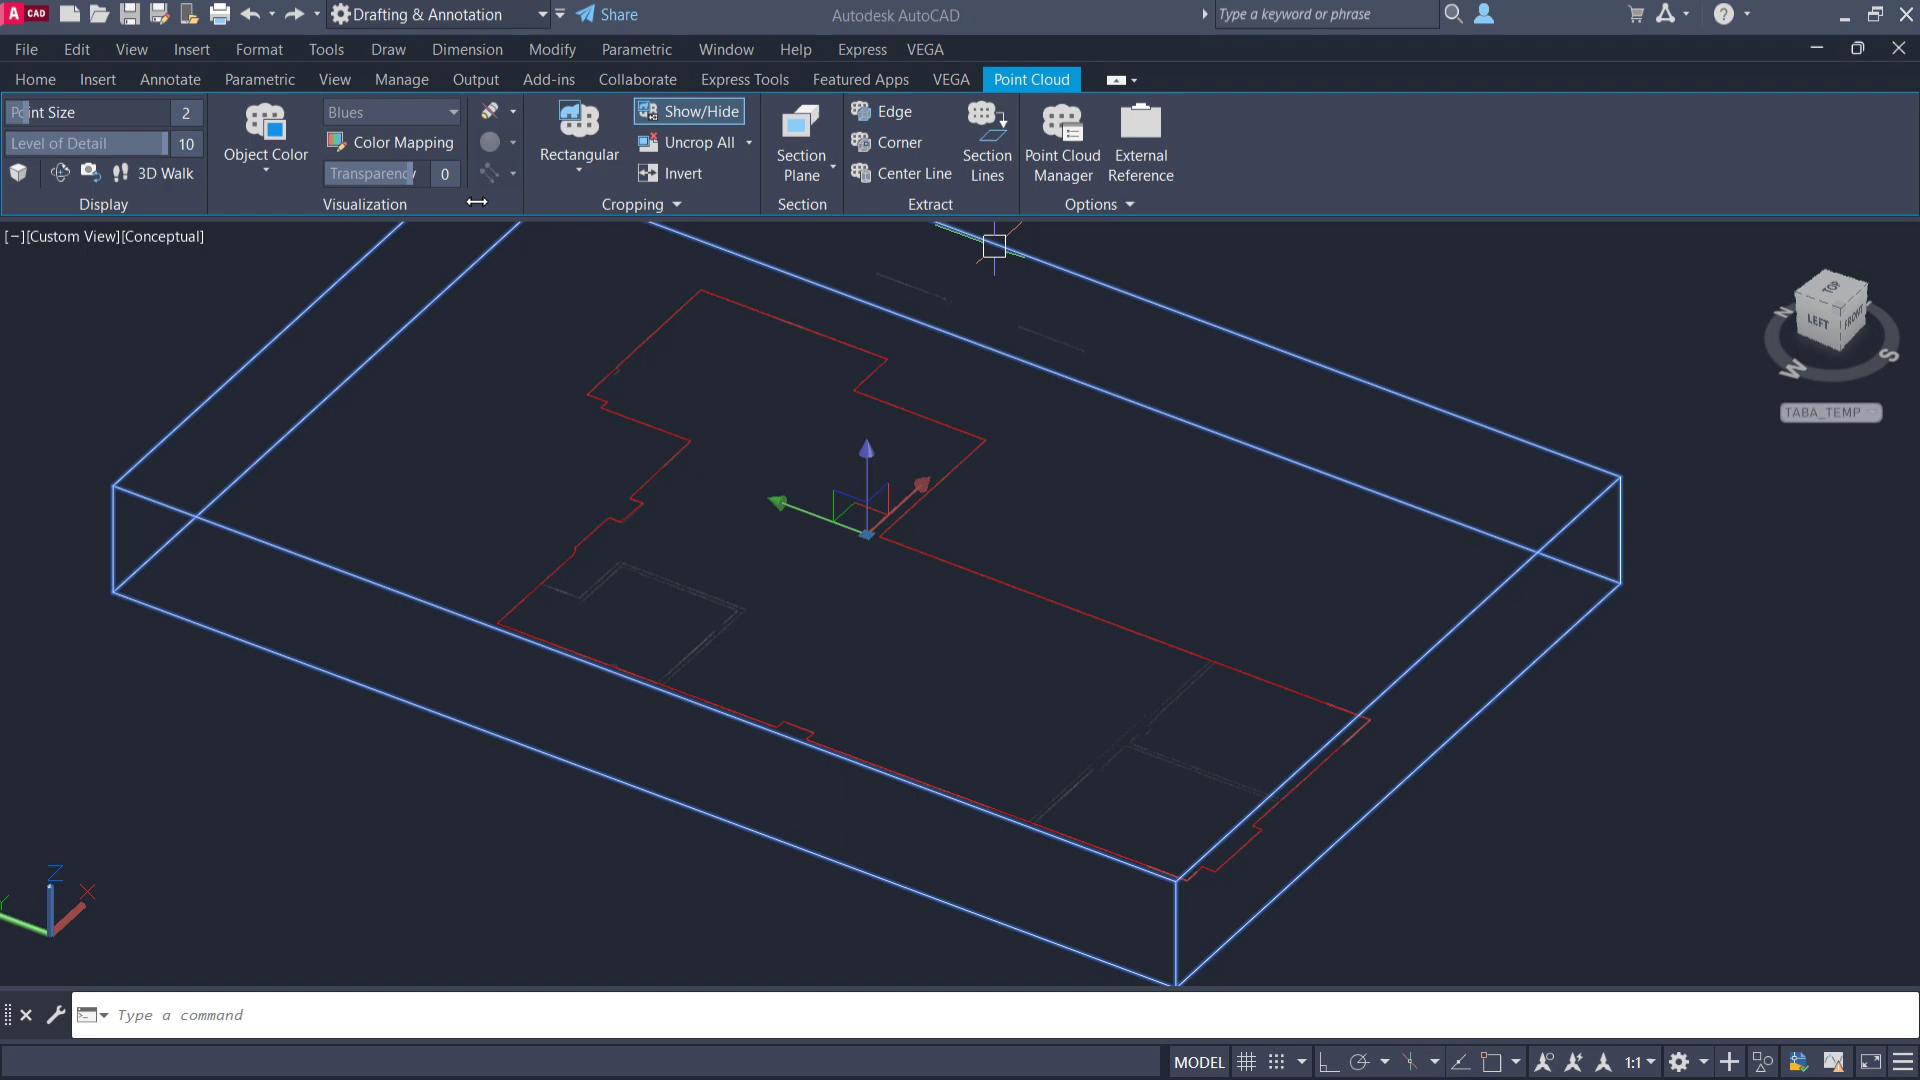 A CAD Drafting & Annotation Share Autodesk AutoCAD Type a keyword or phrase
File Edit View Insert Format Tools Draw Dimension Modify Parametric Window Help Express VEGA
Home Insert Annotate Parametric View Manage Output Add-ins Collaborate Express Tools Featured Apps VEGA Point Cloud
Point Size 2
Level of Detail 10
3D Walk
Display
Object Color
Blues
Color Mapping
Transparency 0
Visualization
Rectangular
Show/Hide
Uncrop All
Invert
Cropping
Section
Plane
Section
Edge
Corner
Center Line
Section
Lines
Extract
Point Cloud
Manager
External
Reference
Options
[−][Custom View][Conceptual]
TOP
LEFT FRONT
N
W S
TABA_TEMP
Z
X
Y
Type a command
MODEL 1:1